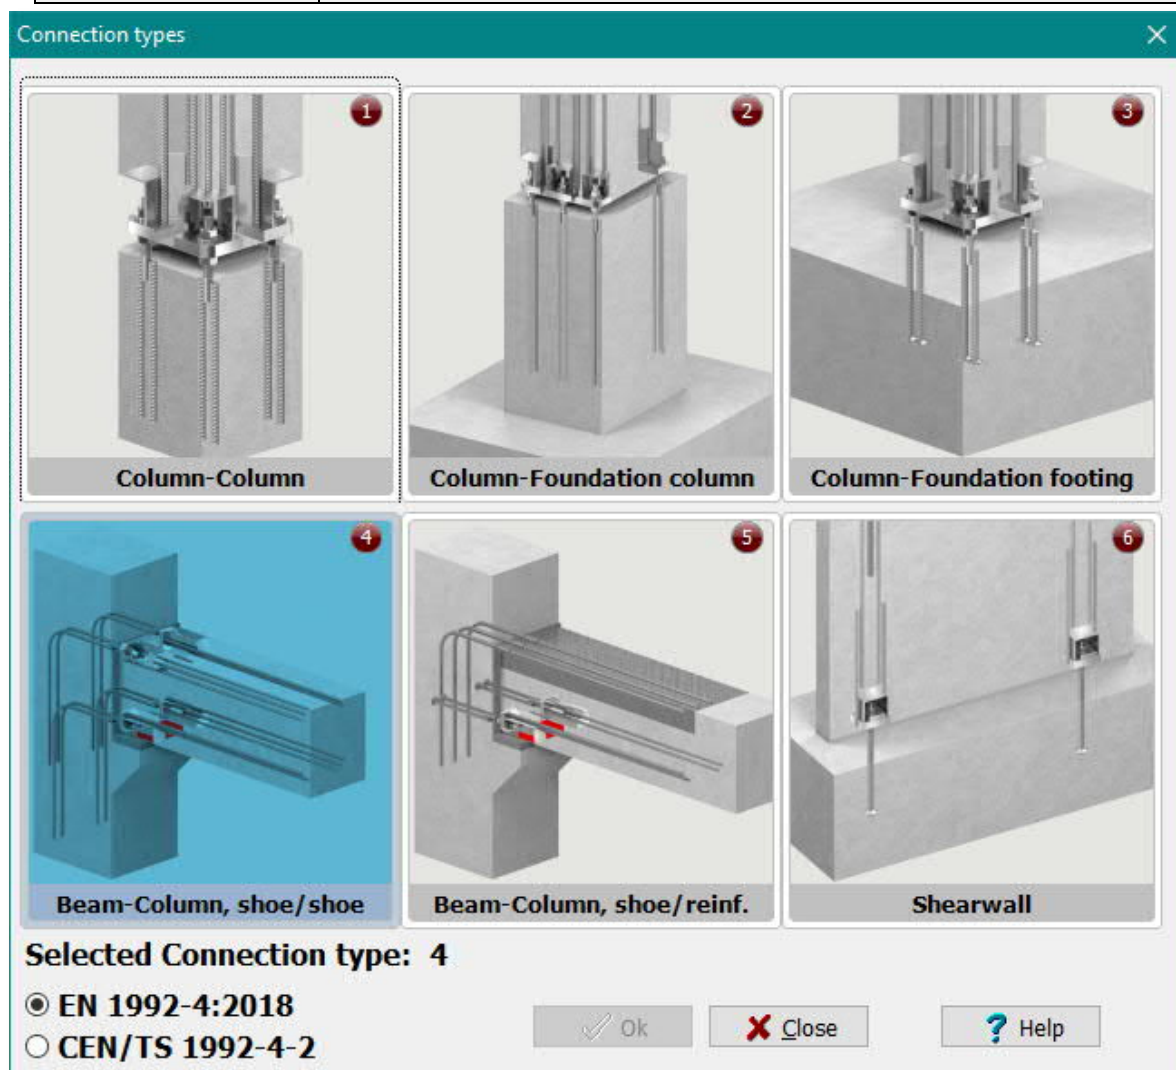 Connection types
1
2
3
Column-Column
Column-Foundation column
Column-Foundation footing
4
5
6
Beam-Column, shoe/shoe
Beam-Column, shoe/reinf.
Shearwall
Selected Connection type: 4
EN 1992-4:2018
CEN/TS 1992-4-2
Ok
Close
Help